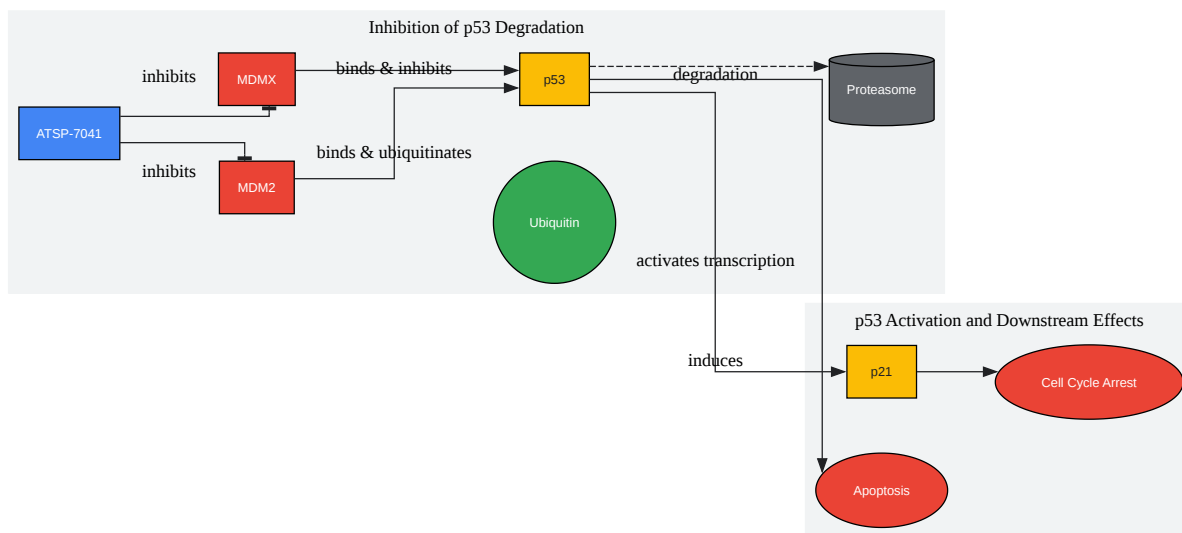 Inhibition of p53 Degradation
inhibits
MDMX
binds & inhibits
p53
degradation
Proteasome
ATSP-7041
inhibits
MDM2
binds & ubiquitinates
Ubiquitin
activates transcription
p53 Activation and Downstream Effects
induces
p21
Cell Cycle Arrest
Apoptosis